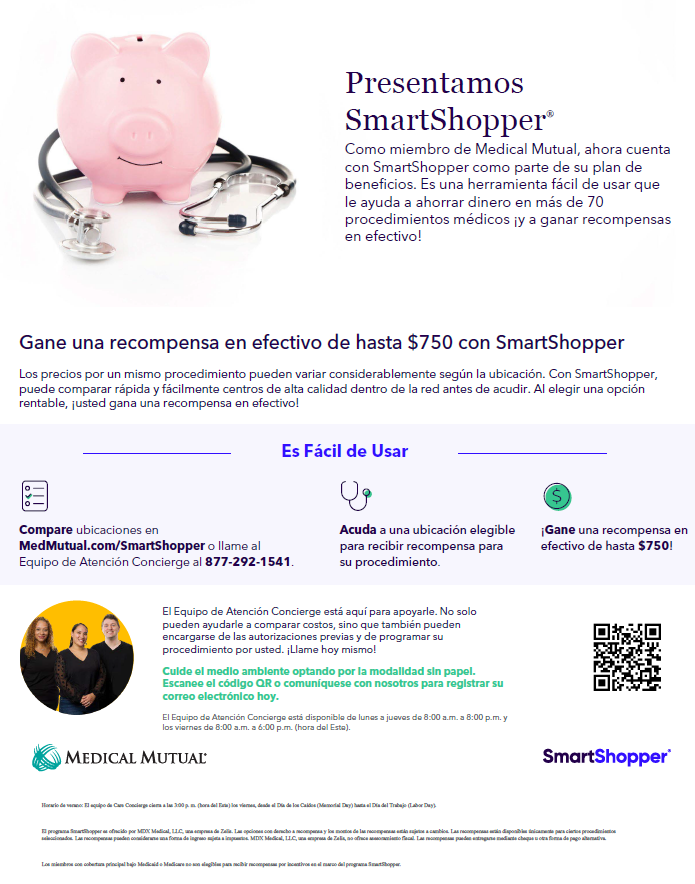 Presentamos
SmartShopper®
Como miembro de Medical Mutual, ahora cuenta
con SmartShopper como parte de su plan de
beneficios. Es una herramienta fácil de usar que
le ayuda a ahorrar dinero en más de 70
procedimientos médicos ¡y a ganar recompensas
en efectivo!
Gane una recompensa en efectivo de hasta $750 con SmartShopper
Los precios por un mismo procedimiento pueden variar considerablemente según la ubicación. Con SmartShopper,
puede comparar rápida y fácilmente centros de alta calidad dentro de la red antes de acudir. Al elegir una opción
rentable, ¡usted gana una recompensa en efectivo!
Es Fácil de Usar
Compare ubicaciones en
MedMutual.com/SmartShopper o llame al
Equipo de Atención Concierge al 877-292-1541.
Acuda a una ubicación elegible
para recibir recompensa para
su procedimiento.
$
¡Gane una recompensa en
efectivo de hasta $750!
El Equipo de Atención Concierge está aquí para apoyarle. No solo
pueden ayudarle a comparar costos, sino que también pueden
encargarse de las autorizaciones previas y de programar su
procedimiento por usted. ¡Llame hoy mismo!
Cuide el medio ambiente optando por la modalidad sin papel.
Escanee el código QR o comuníquese con nosotros para registrar su
correo electrónico hoy.
El Equipo de Atención Concierge está disponible de lunes a jueves de 8:00 a.m. a 8:00 p.m. y
los viernes de 8:00 a.m. a 6:00 p.m. (hora del Este).
MEDICAL MUTUAL®
SmartShopper®
Horario de verano: El equipo de Care Concierge cierra a las 3:00 p. m. (hora del Este) los viernes, desde el Día de los Caídos (Memorial Day) hasta el Día del Trabajo (Labor Day).
El programa SmartShopper es ofrecido por MDX Medical, LLC, una empresa de Zelis. Las opciones con derecho a recompensa y los montos de las recompensas están sujetos a cambios. Las recompensas están disponibles únicamente para ciertos procedimientos
seleccionados. Las recompensas pueden considerarse una forma de ingreso sujeta a impuestos. MDX Medical, LLC, una empresa de Zelis, no ofrece asesoramiento fiscal. Las recompensas pueden entregarse mediante cheque u otra forma de pago alternativa.
Los miembros con cobertura principal bajo Medicaid o Medicare no son elegibles para recibir recompensas por incentivos en el marco del programa SmartShopper.